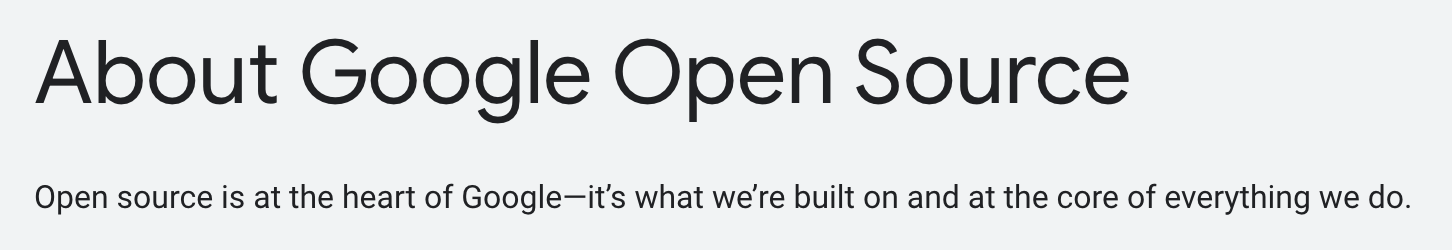 About Google Open Source
Open source is at the heart of Google—it’s what we’re built on and at the core of everything we do.